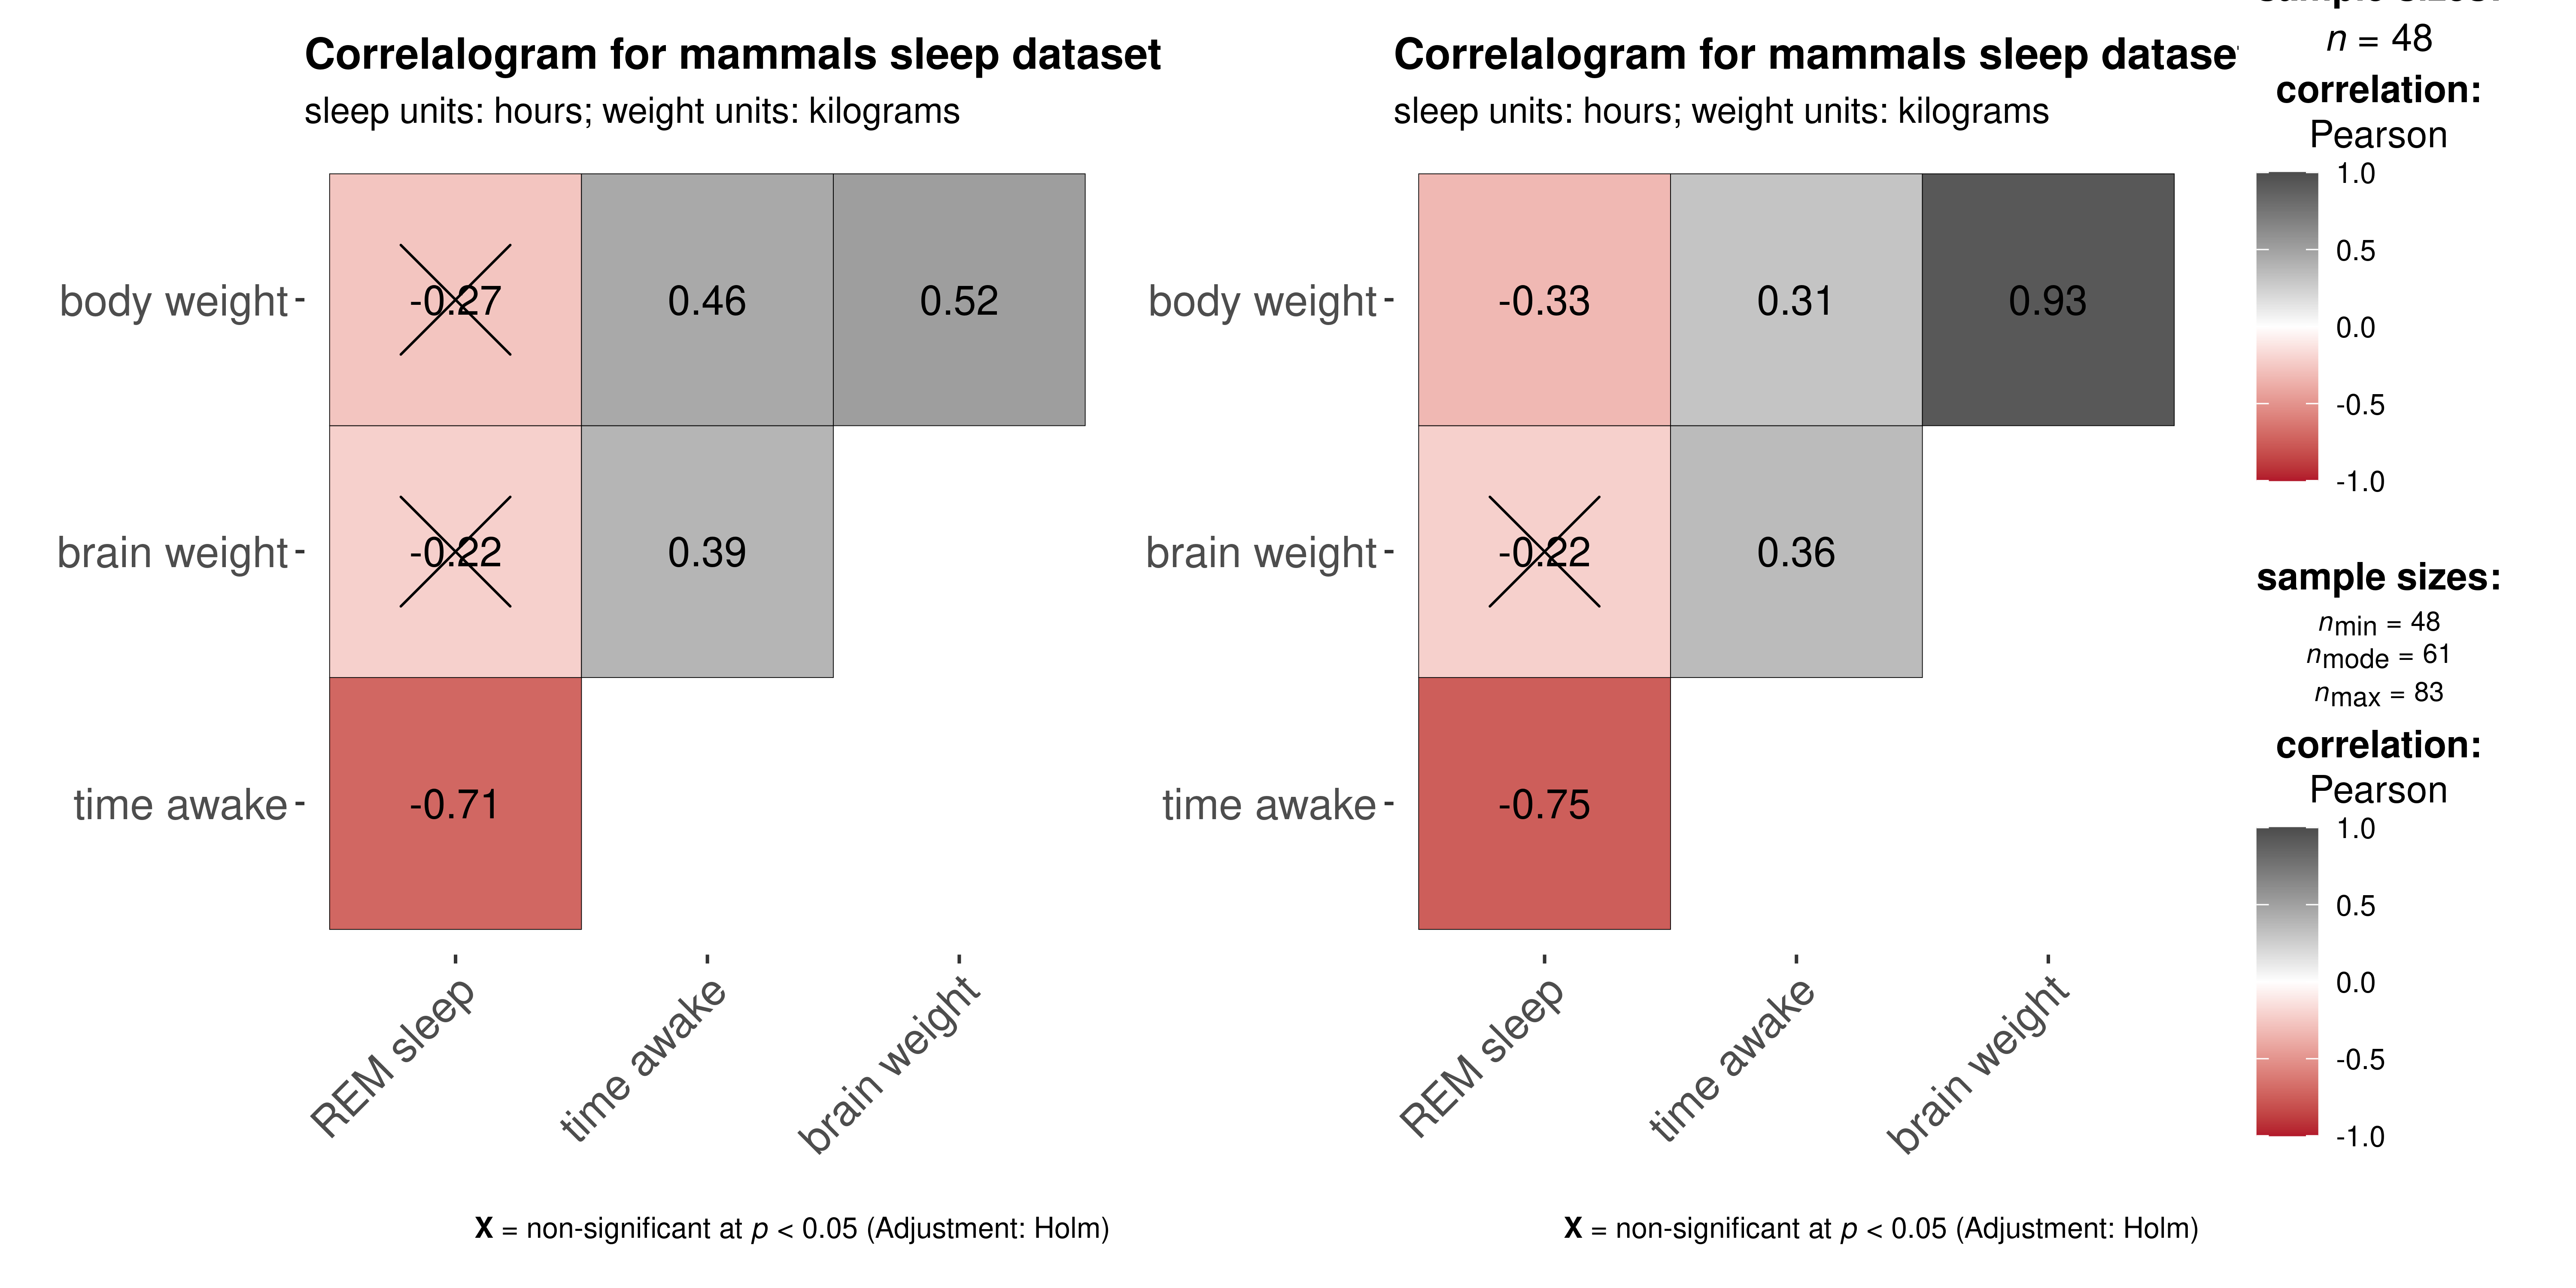 Correlalogram for mammals sleep dataset
sleep units: hours; weight units: kilograms
body weight
-0.27
0.46
0.52
brain weight
-0.22
0.39
time awake
-0.71
REM sleep
time awake
brain weight
X = non-significant at p < 0.05 (Adjustment: Holm)
Correlalogram for mammals sleep datase
sleep units: hours; weight units: kilograms
body weight
-0.33
0.31
0.93
brain weight
-0.22
0.36
time awake
-0.75
REM sleep
time awake
brain weight
X = non-significant at p < 0.05 (Adjustment: Holm)
sample sizes:
n = 48
correlation:
Pearson
1.0
0.5
0.0
-0.5
-1.0
sample sizes:
nmin = 48
nmode = 61
nmax = 83
correlation:
Pearson
1.0
0.5
0.0
-0.5
-1.0